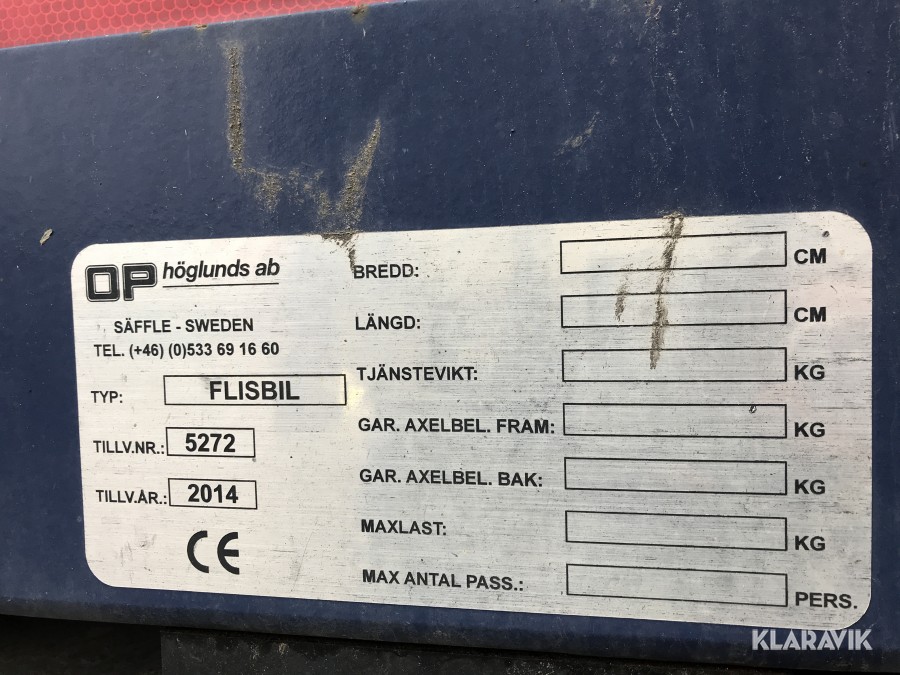 OP höglunds ab
SÄFFLE - SWEDEN
TEL. (+46) (0)533 69 16 60
TYP: FLISBIL
TILLV.NR.: 5272
TILLV.ÅR.: 2014
CE
BREDD: CM
LÄNGD: CM
TJÄNSTEVIKT: KG
GAR. AXELBEL. FRAM: KG
GAR. AXELBEL. BAK: KG
MAXLAST: KG
MAX ANTAL PASS.: PERS.
KLARAVIK